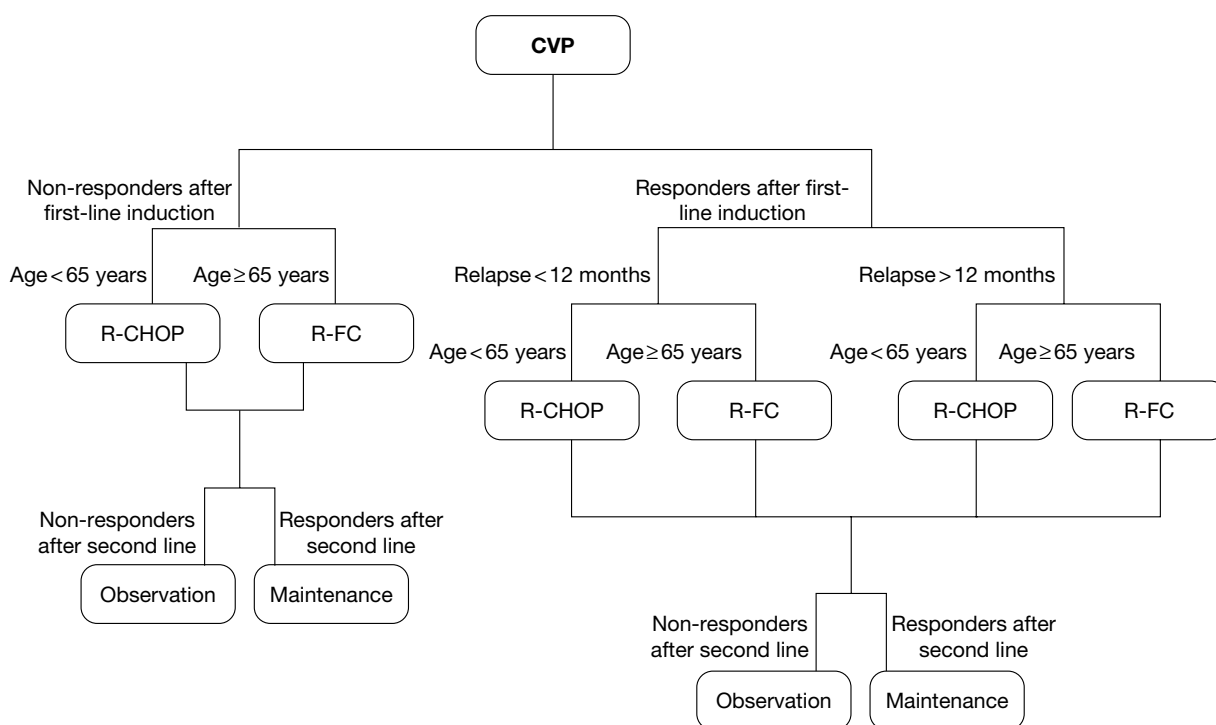 CVP
Non-responders after
first-line induction
Responders after first-
line induction
Age<65 years
Age≥65 years
Relapse<12 months
Relapse>12 months
R-CHOP
R-FC
Age<65 years
Age≥65 years
Age<65 years
Age≥65 years
R-CHOP
R-FC
R-CHOP
R-FC
Non-responders
after second line
Responders after
second line
Observation
Maintenance
Non-responders
after second line
Responders after
second line
Observation
Maintenance